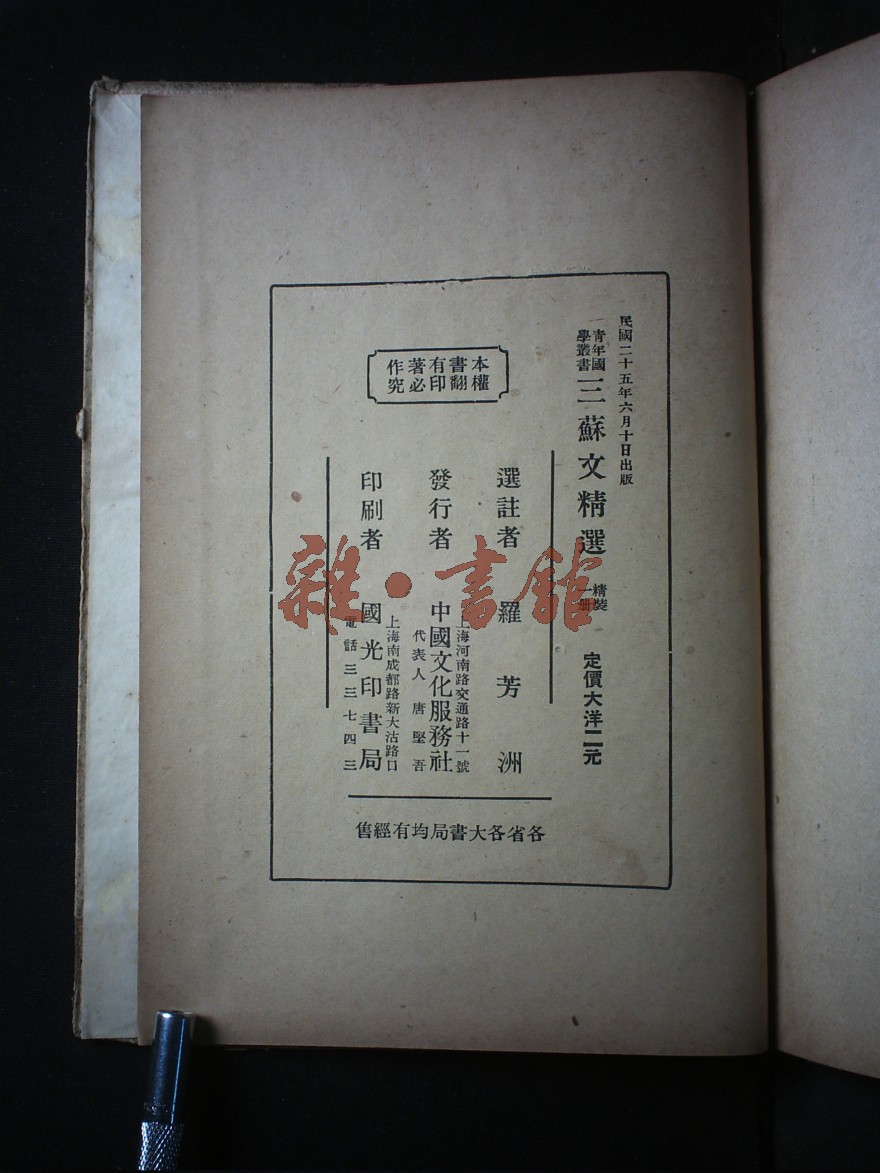 民國二十五年六月十日出版
青年國學叢書
三蘇文精選
精裝一冊
定價大洋二元
本書有著作
權翻印必究
選註者 羅芳洲
上海河南路交通路十一號
發行者 中國文化服務社
代表人唐堅吾
上海南成都路新大沽路口
印刷者 國光印書局
電話三三七四三
各省各大書局均有經售
雜·書館